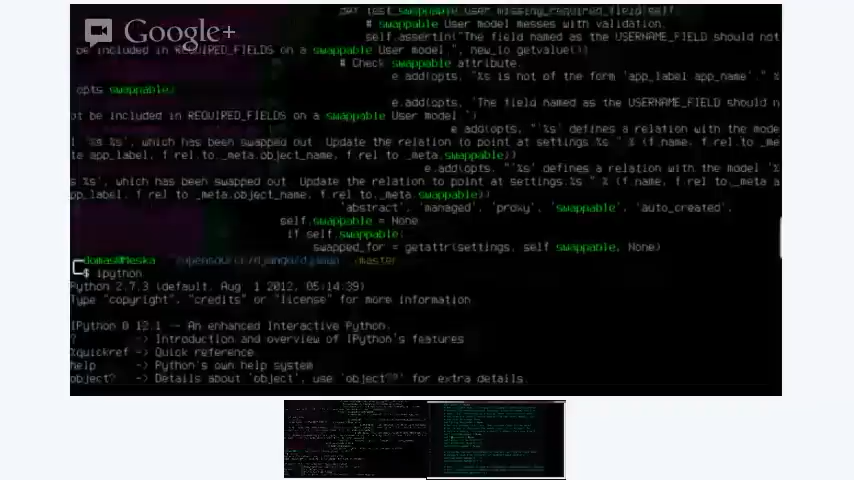 Google+
def test_swappable_User_model_missing_required_field(self
# swappable User model messes with validation.
self.assertIn("The field named as the USERNAME_FIELD should not
be included in REQUIRED_FIELDS on a swappable User model.", new_io.getvalue())
# Check swappable attribute.
e.add(opts, "%s is not of the form 'app_label.app_name'." %
opts.swappable)
e.add(opts, 'The field named as the USERNAME_FIELD should n
ot be included in REQUIRED_FIELDS on a swappable User model.')
e.add(opts, "'%s' defines a relation with the mode
l '%s.%s', which has been swapped out. Update the relation to point at settings.%s." % (f.name, f.rel.to._me
ta.app_label, f.rel.to._meta.object_name, f.rel.to._meta.swappable))
e.add(opts, "'%s' defines a relation with the model '%
s.%s', which has been swapped out. Update the relation to point at settings.%s." % (f.name, f.rel.to._meta.a
pp_label, f.rel.to._meta.object_name, f.rel.to._meta.swappable))
'abstract', 'managed', 'proxy', 'swappable', 'auto_created',
self.swappable = None
if self.swappable:
swapped_for = getattr(settings, self.swappable, None)
domas@Meska ~/opensource/django/django /master
$ ipython
Python 2.7.3 (default, Aug 1 2012, 05:14:39)
Type "copyright", "credits" or "license" for more information.
IPython 0.12.1 -- An enhanced Interactive Python.
? -> Introduction and overview of IPython's features.
%quickref -> Quick reference.
help -> Python's own help system.
object? -> Details about 'object', use 'object??' for extra details.